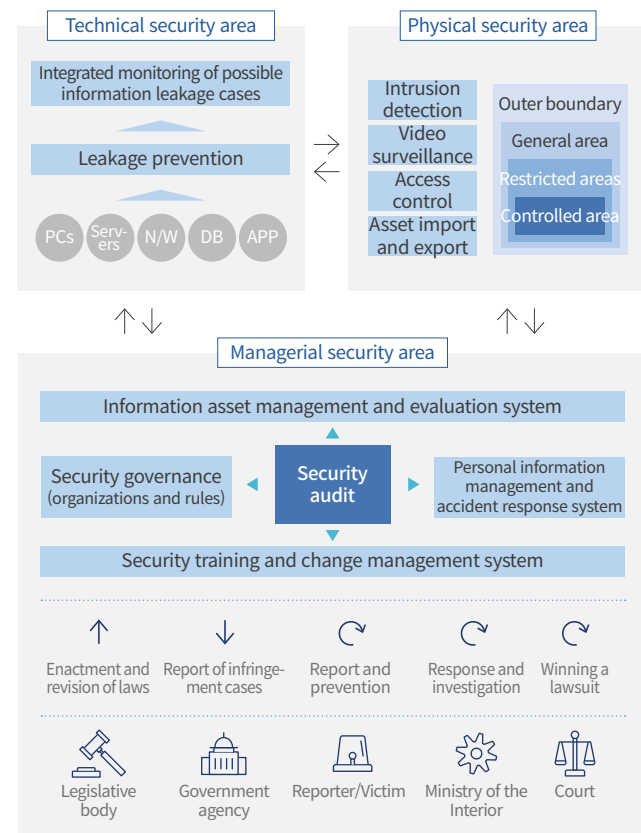 Technical security area
Integrated monitoring of possible
information leakage cases
Leakage prevention
PCs
Serv-
ers
N/W
DB
APP
Physical security area
Intrusion
detection
Video
surveillance
Access
control
Asset import
and export
Outer boundary
General area
Restricted areas
Controlled area
Managerial security area
Information asset management and evaluation system
Security governance
(organizations and rules)
Security
audit
Personal information
management and
accident response system
Security training and change management system
Enactment and
revision of laws
Report of infringe-
ment cases
Report and
prevention
Response and
investigation
Winning a
lawsuit
Legislative
body
Government
agency
Reporter/Victim
Ministry of the
Interior
Court